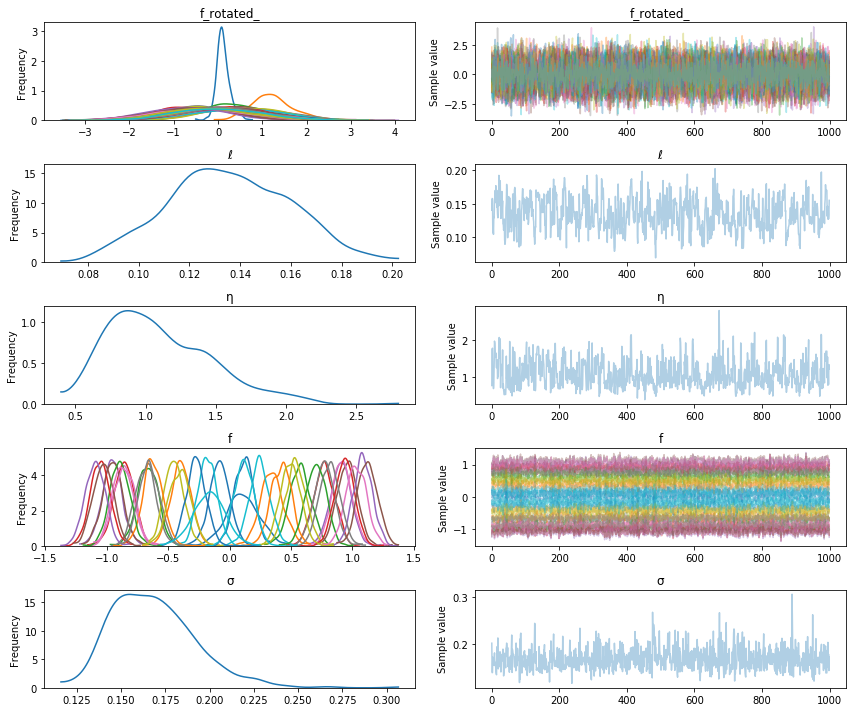 f_rotated_
f_rotated_
Frequency
3
2
1
0
−3 −2 −1 0 1 2 3 4
Sample value
2.5
0.0
−2.5
0 200 400 600 800 1000
ℓ
ℓ
Frequency
15
10
5
0
0.08 0.10 0.12 0.14 0.16 0.18 0.20
Sample value
0.20
0.15
0.10
0 200 400 600 800 1000
η
η
Frequency
1.0
0.5
0.0
0.5 1.0 1.5 2.0 2.5
Sample value
2
1
0 200 400 600 800 1000
f
f
Frequency
4
2
0
−1.5 −1.0 −0.5 0.0 0.5 1.0 1.5
Sample value
1
0
−1
0 200 400 600 800 1000
σ
σ
Frequency
15
10
5
0
0.125 0.150 0.175 0.200 0.225 0.250 0.275 0.300
Sample value
0.3
0.2
0 200 400 600 800 1000